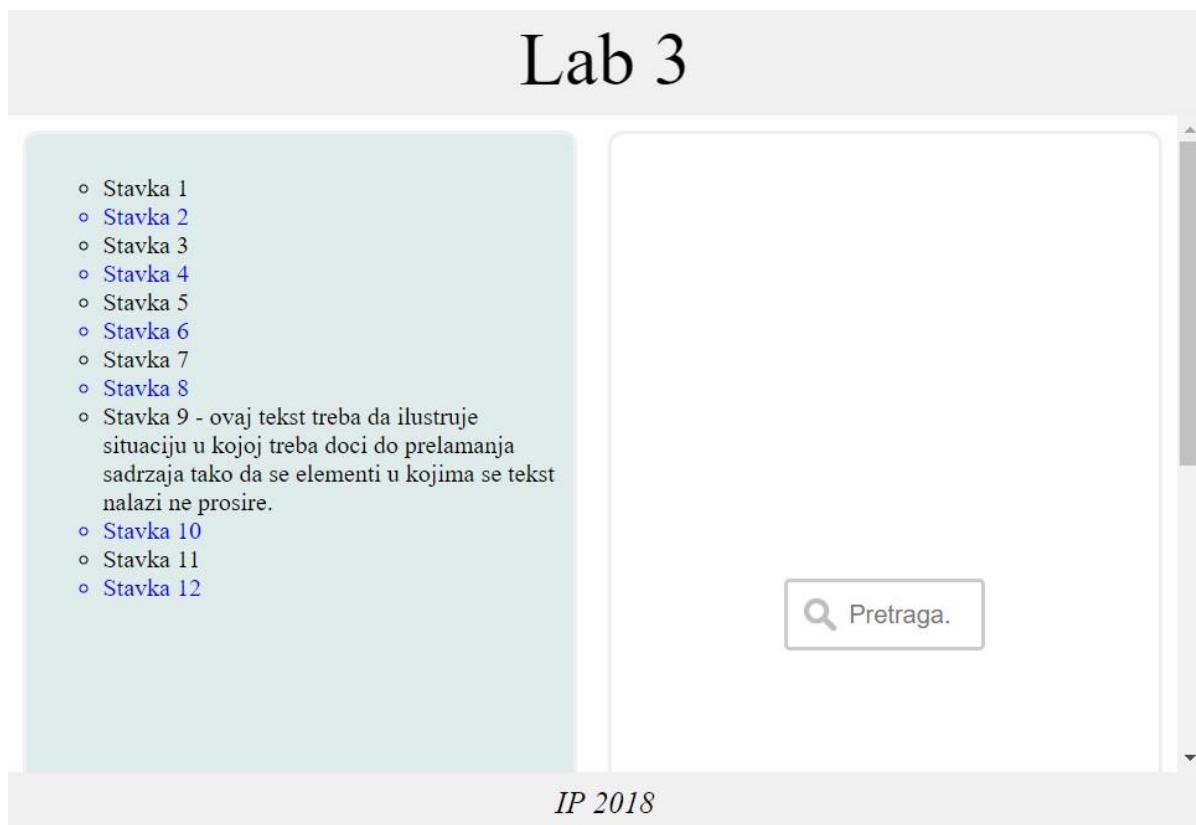 Lab 3
Stavka 1
Stavka 2
Stavka 3
Stavka 4
Stavka 5
Stavka 6
Stavka 7
Stavka 8
Stavka 9 - ovaj tekst treba da ilustruje
situaciju u kojoj treba doci do prelamanja
sadrzaja tako da se elementi u kojima se tekst
nalazi ne prosire.
Stavka 10
Stavka 11
Stavka 12
Pretraga.
IP 2018